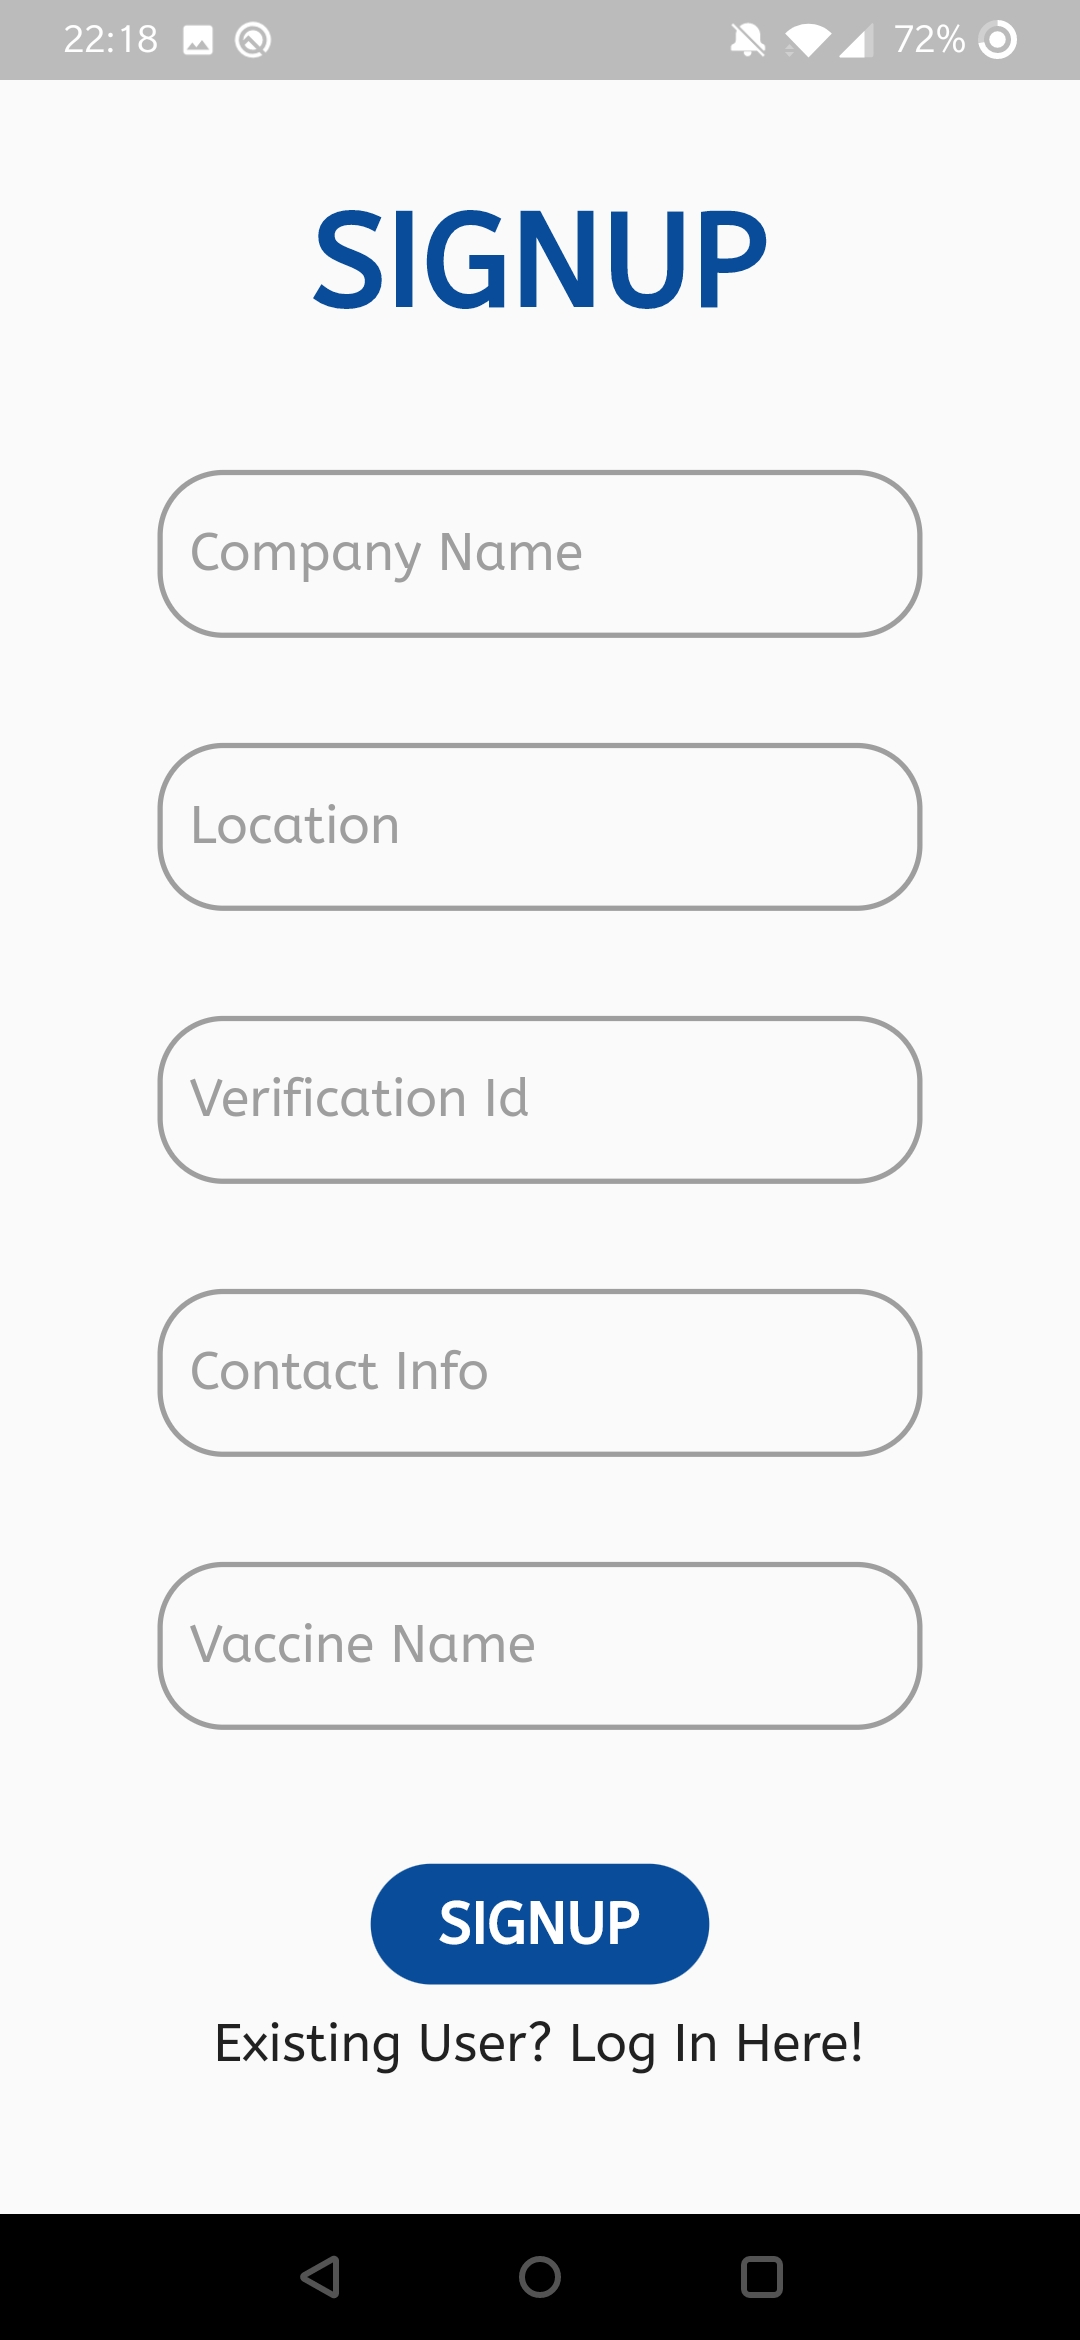 22:18 72%
SIGNUP
Company Name
Location
Verification Id
Contact Info
Vaccine Name
SIGNUP
Existing User? Log In Here!